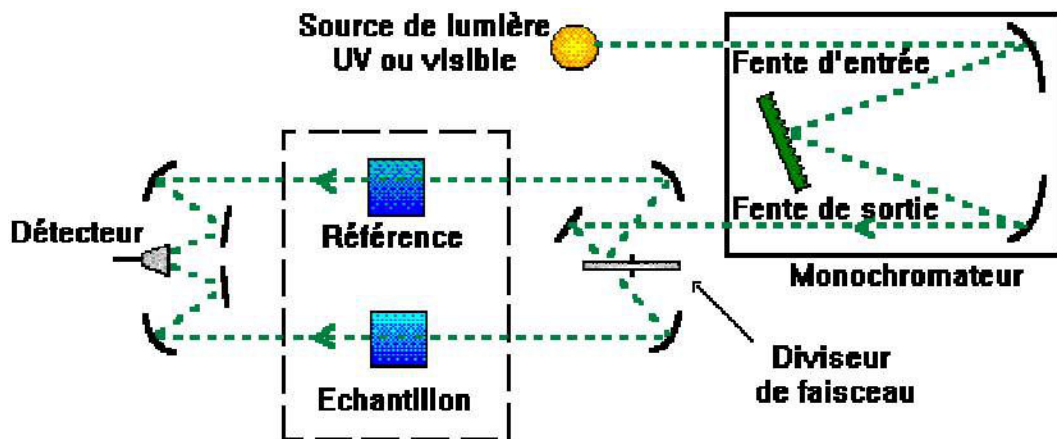 Source de lumière
UV ou visible
Fente d'entrée
Fente de sortie
Monochromateur
Détecteur
Référence
Echantillon
Diviseur
de faisceau